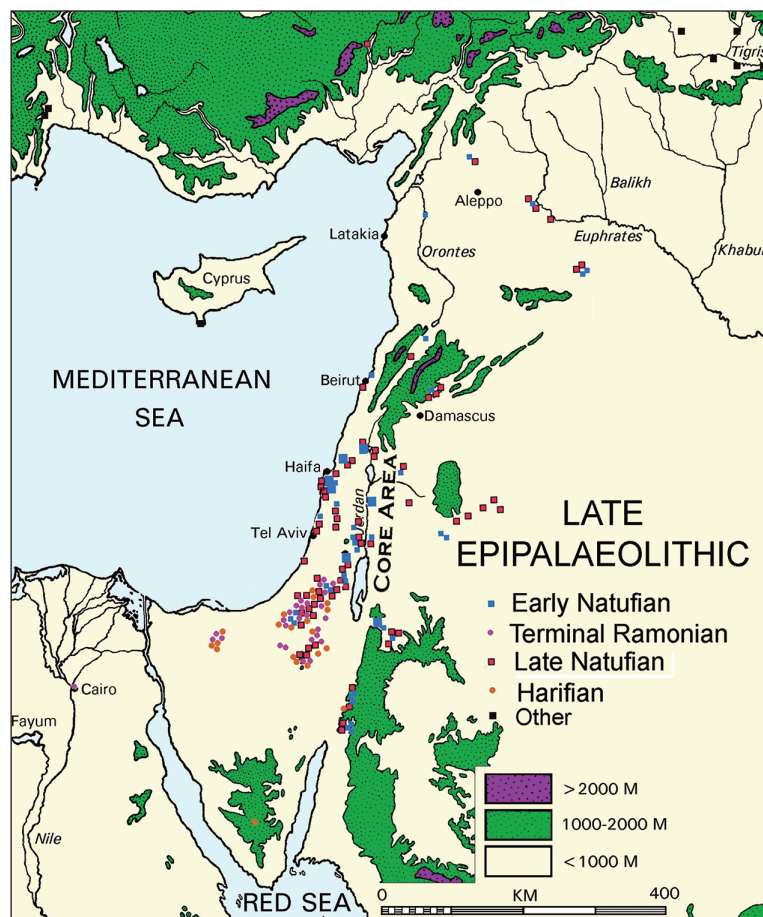 Tigris
Balikh
Aleppo
Latakia
Euphrates
Orontes
Khabur
Cyprus
MEDITERRANEAN
SEA
Beirut
Damascus
Haifa
CORE AREA
Jordan
Tel Aviv
LATE
EPIPALAEOLITHIC
Early Natufian
Terminal Ramonian
Late Natufian
Harifian
Other
Cairo
Fayum
Nile
>2000 M
1000-2000 M
<1000 M
RED SEA
0 KM 400